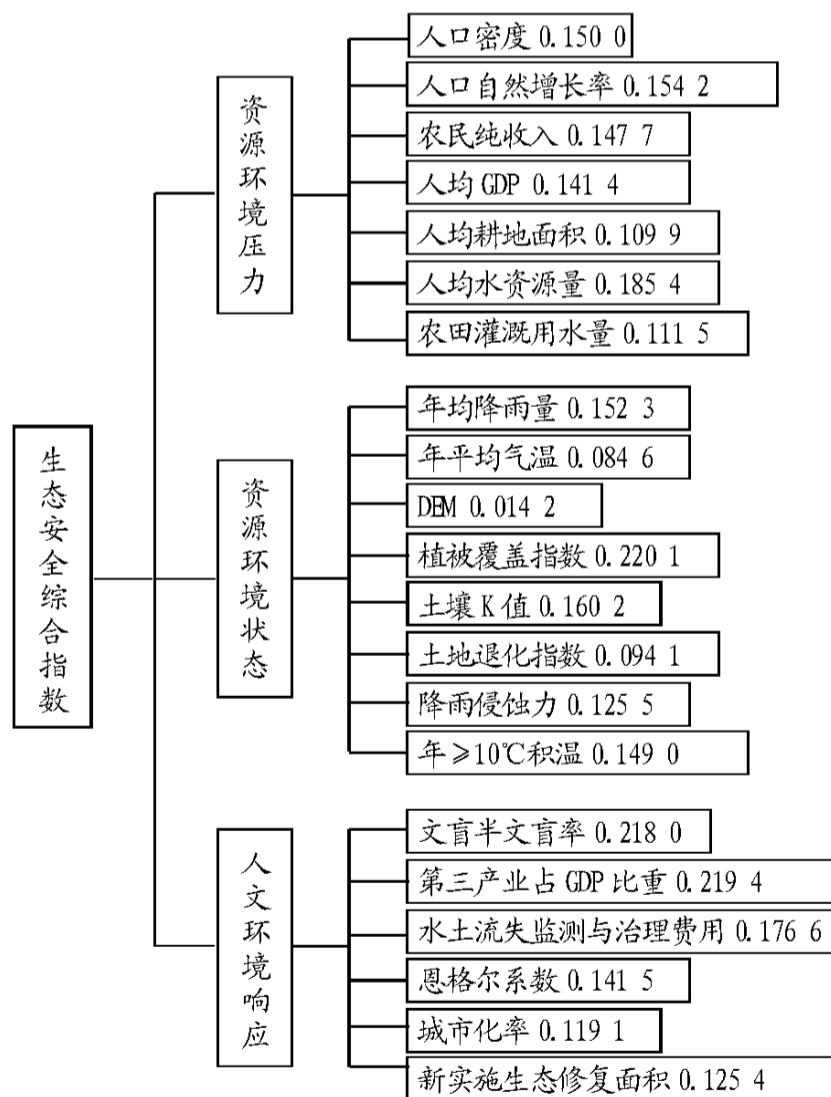 生态安全综合指数
资源环境压力
人口密度 0.150 0
人口自然增长率 0.154 2
农民纯收入 0.147 7
人均 GDP 0.141 4
人均耕地面积 0.109 9
人均水资源量 0.185 4
农田灌溉用水量 0.111 5
资源环境状态
年均降雨量 0.152 3
年平均气温 0.084 6
DEM 0.014 2
植被覆盖指数 0.220 1
土壤 K 值 0.160 2
土地退化指数 0.094 1
降雨侵蚀力 0.125 5
年≥10℃积温 0.149 0
人文环境响应
文盲半文盲率 0.218 0
第三产业占 GDP 比重 0.219 4
水土流失监测与治理费用 0.176 6
恩格尔系数 0.141 5
城市化率 0.119 1
新实施生态修复面积 0.125 4